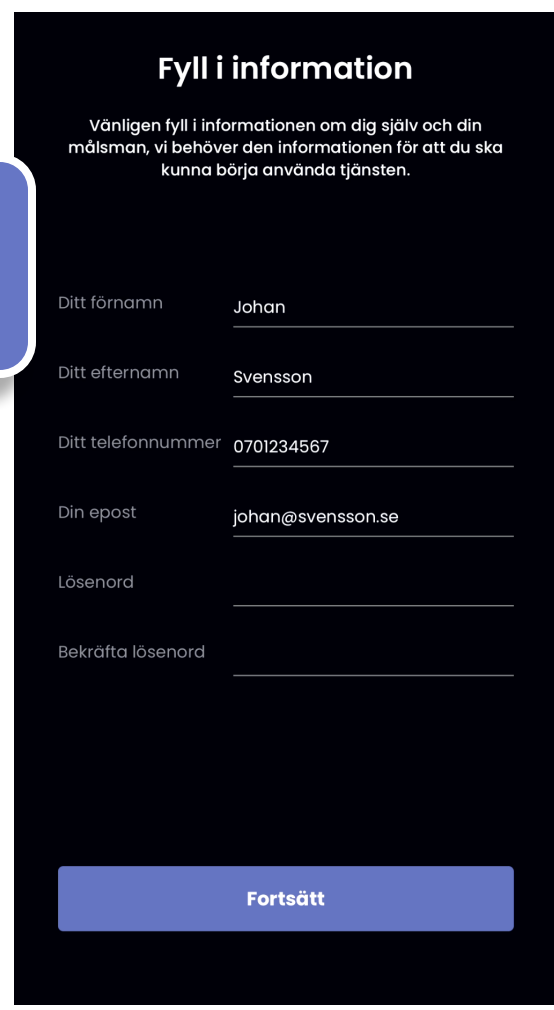 Fyll i information
Vänligen fyll i informationen om dig själv och din
målsman, vi behöver den informationen för att du ska
kunna börja använda tjänsten.
Ditt förnamn Johan
Ditt efternamn Svensson
Ditt telefonnummer 0701234567
Din epost johan@svensson.se
Lösenord
Bekräfta lösenord
Fortsätt